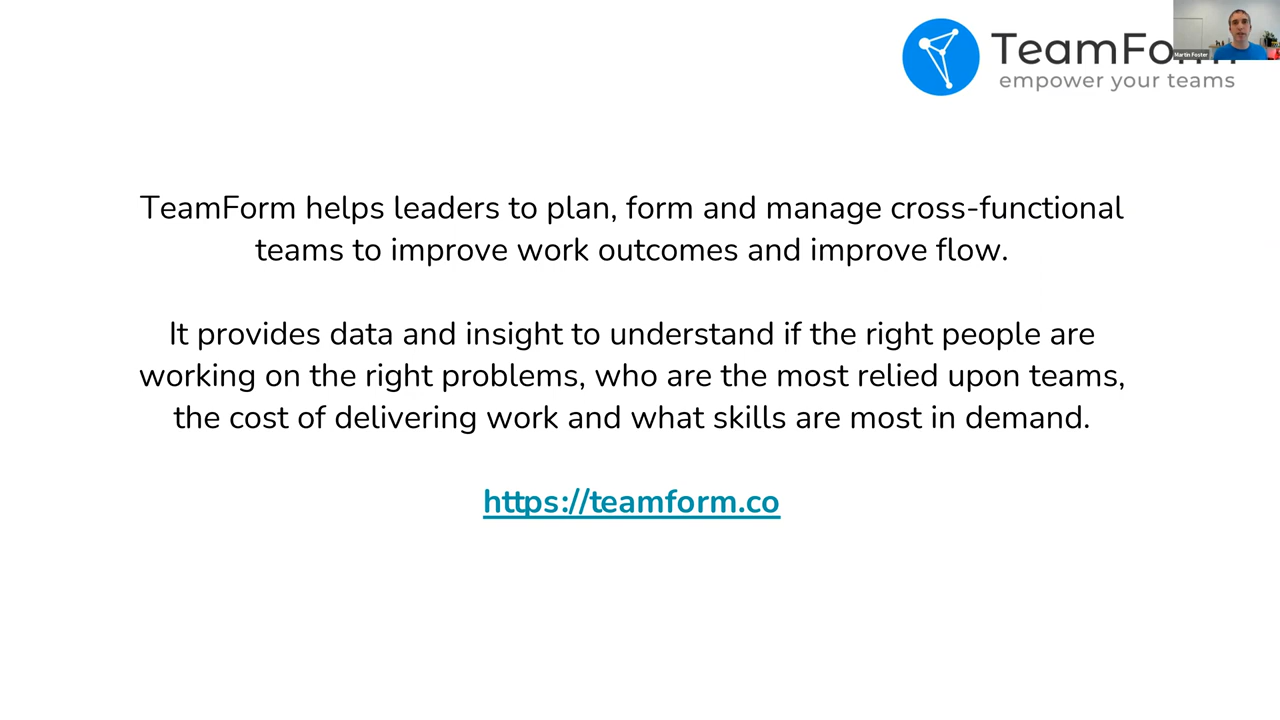 TeamForm
Martin Foster
empower your teams
TeamForm helps leaders to plan, form and manage cross-functional
teams to improve work outcomes and improve flow.
It provides data and insight to understand if the right people are
working on the right problems, who are the most relied upon teams,
the cost of delivering work and what skills are most in demand.
https://teamform.co